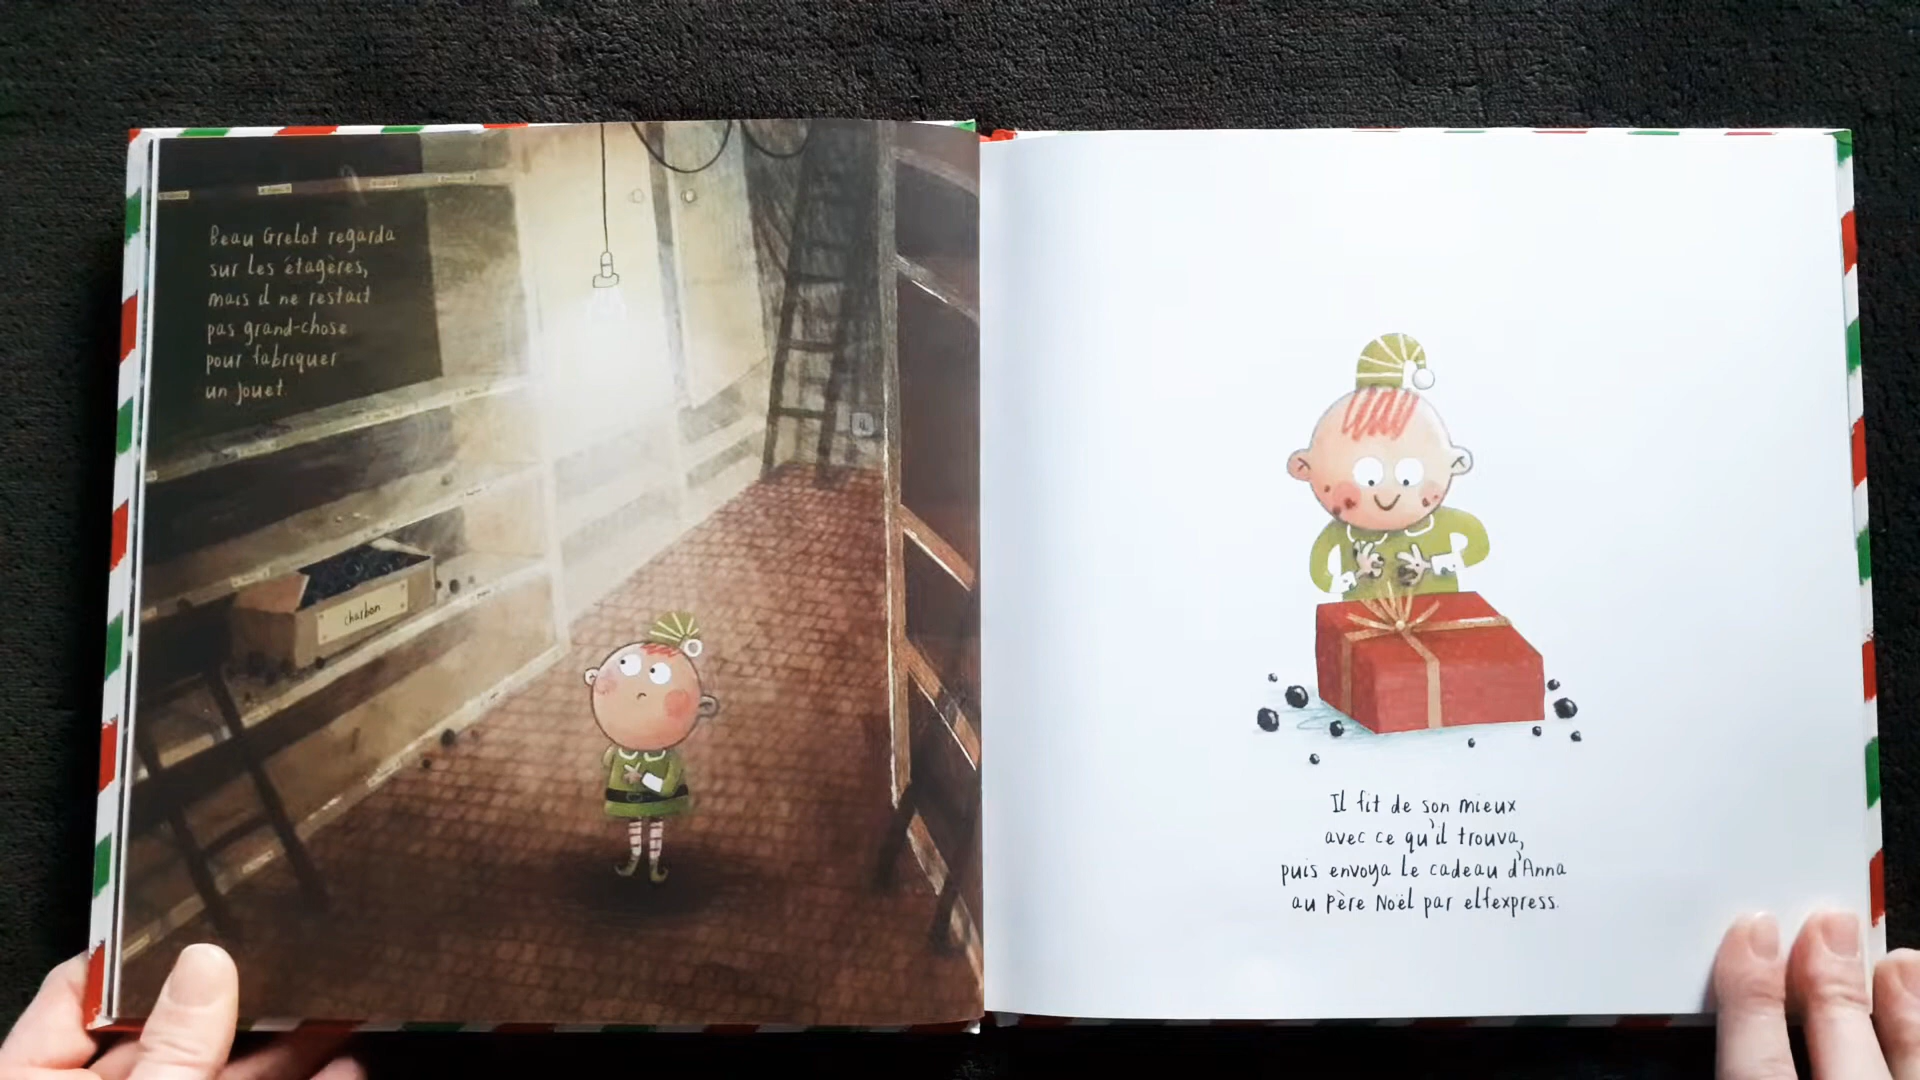 Beau Grelot regarda
sur les étagères,
mais il ne restait
pas grand-chose
pour fabriquer
un jouet.
charbon
Il fit de son mieux
avec ce qu'il trouva,
puis envoya le cadeau d'Anna
au Père Noël par elfexpress.